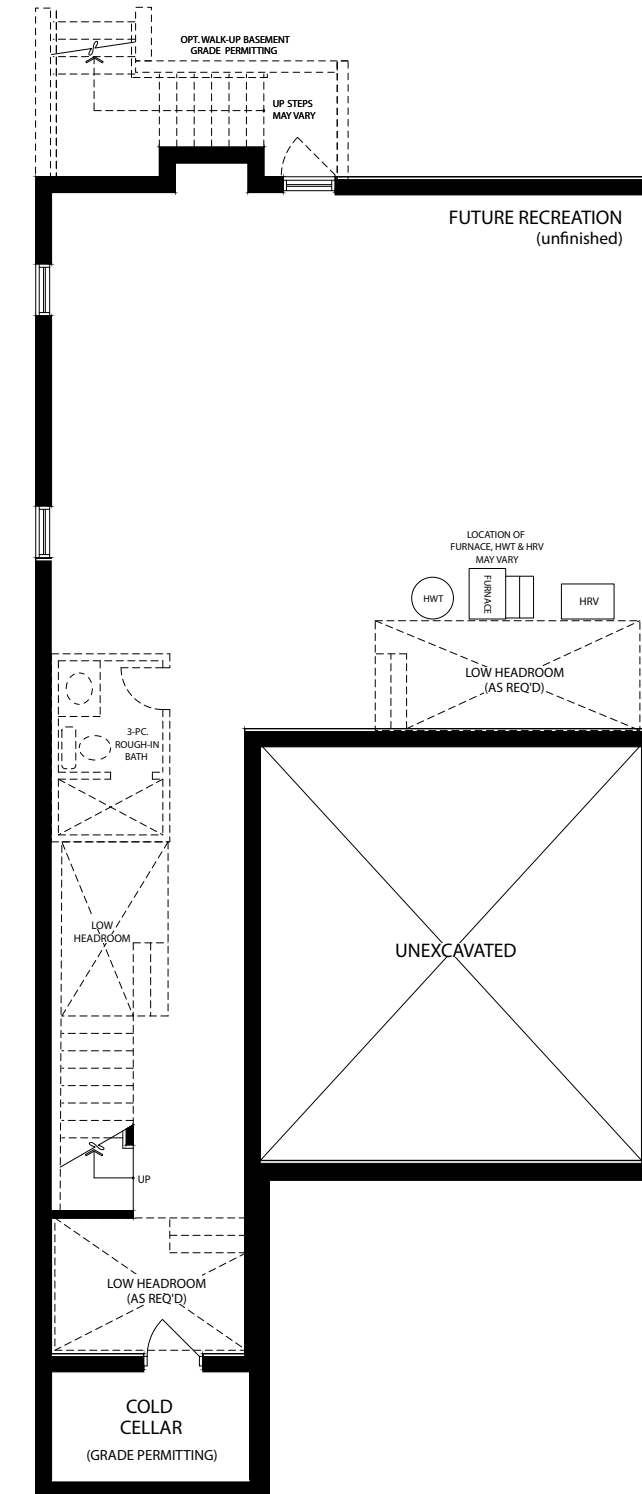 OPT. WALK-UP BASEMENT
GRADE PERMITTING
UP STEPS
MAY VARY
FUTURE RECREATION
(unfinished)
LOCATION OF
FURNACE, HWT & HRV
MAY VARY
HWT
FURNACE
HRV
LOW HEADROOM
(AS REQ'D)
3-PC.
ROUGH-IN
BATH
LOW
HEADROOM
UNEXCAVATED
UP
LOW HEADROOM
(AS REQ'D)
COLD
CELLAR
(GRADE PERMITTING)